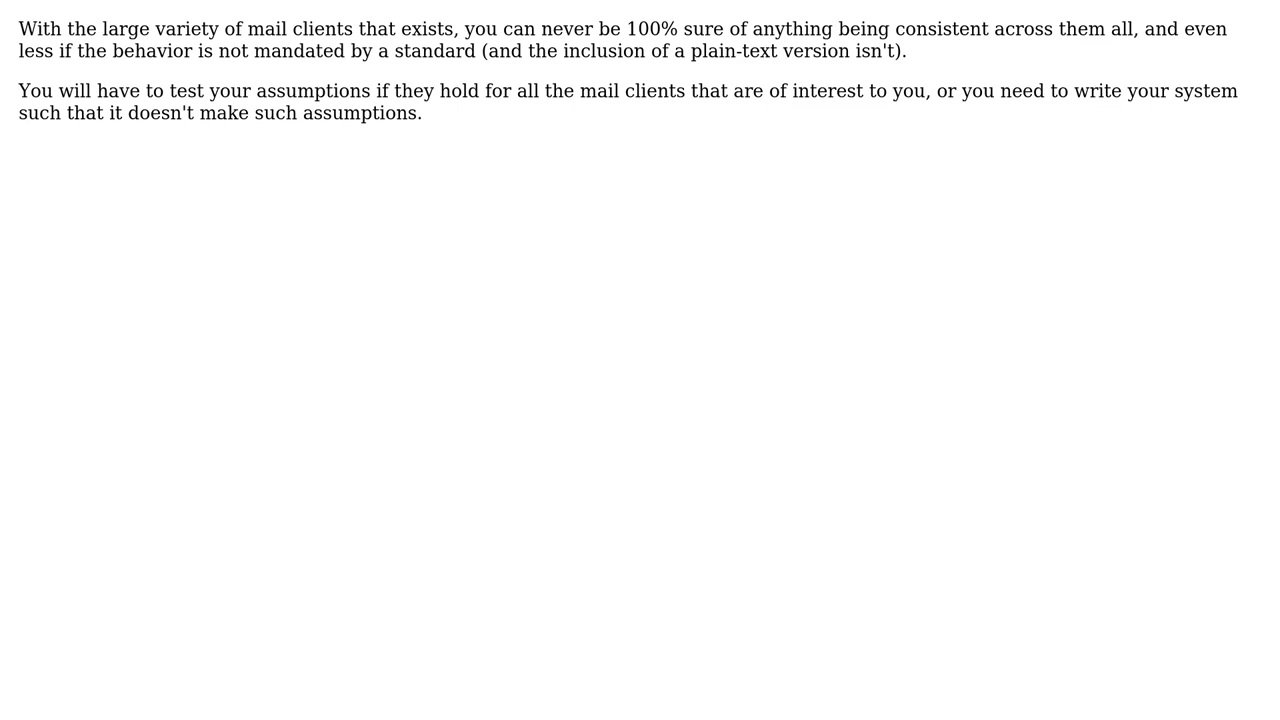 With the large variety of mail clients that exists, you can never be 100% sure of anything being consistent across them all, and even
less if the behavior is not mandated by a standard (and the inclusion of a plain-text version isn't).
You will have to test your assumptions if they hold for all the mail clients that are of interest to you, or you need to write your system
such that it doesn't make such assumptions.